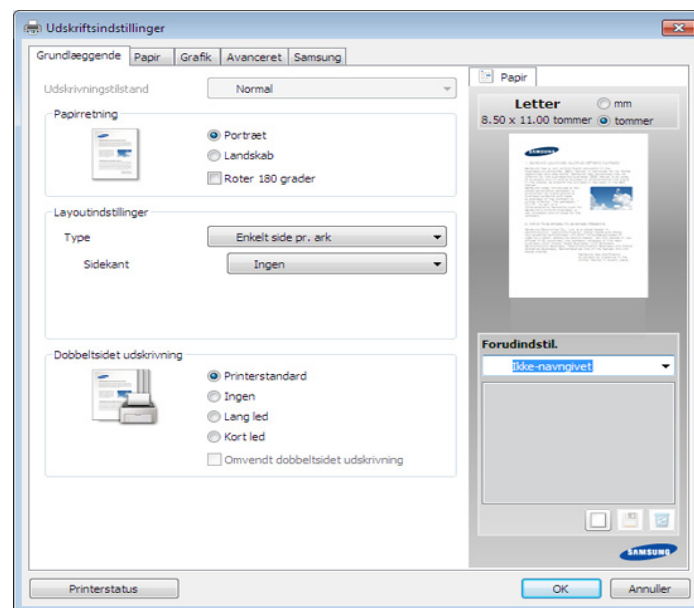 Udskriftsindstillinger
Grundlæggende Papir Grafik Avanceret Samsung
Udskrivningstilstand Normal
Papirretning
Portræt
Landskab
Roter 180 grader
Layoutindstillinger
Type Enkelt side pr. ark
Sidekant Ingen
Dobbeltsidet udskrivning
Printerstandard
Ingen
Lang led
Kort led
Omvendt dobbeltsidet udskrivning
Papir
Letter mm
8.50 x 11.00 tommer tommer
SAMSUNG
Forudindstil.
Ikke-navngivet
SAMSUNG
Printerstatus OK Annuller